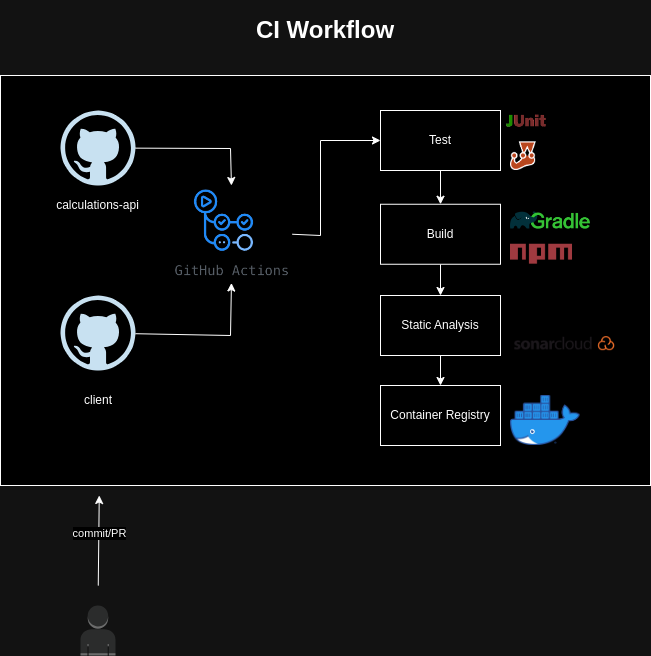 CI Workflow
calculations-api
GitHub Actions
client
Test
JUnit
Build
Gradle
npm
Static Analysis
sonarcloud
Container Registry
commit/PR